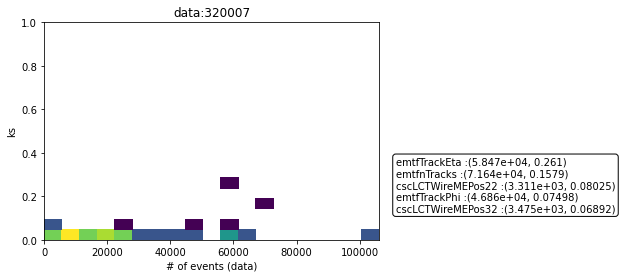 data:320007
1.0
0.8
0.6
0.4
0.2
0.0
ks
0
20000
40000
60000
80000
100000
# of events (data)
emtfTrackEta :(5.847e+04, 0.261)
emtfnTracks :(7.164e+04, 0.1579)
cscLCTWireMEPos22 :(3.311e+03, 0.08025)
emtfTrackPhi :(4.686e+04, 0.07498)
cscLCTWireMEPos32 :(3.475e+03, 0.06892)